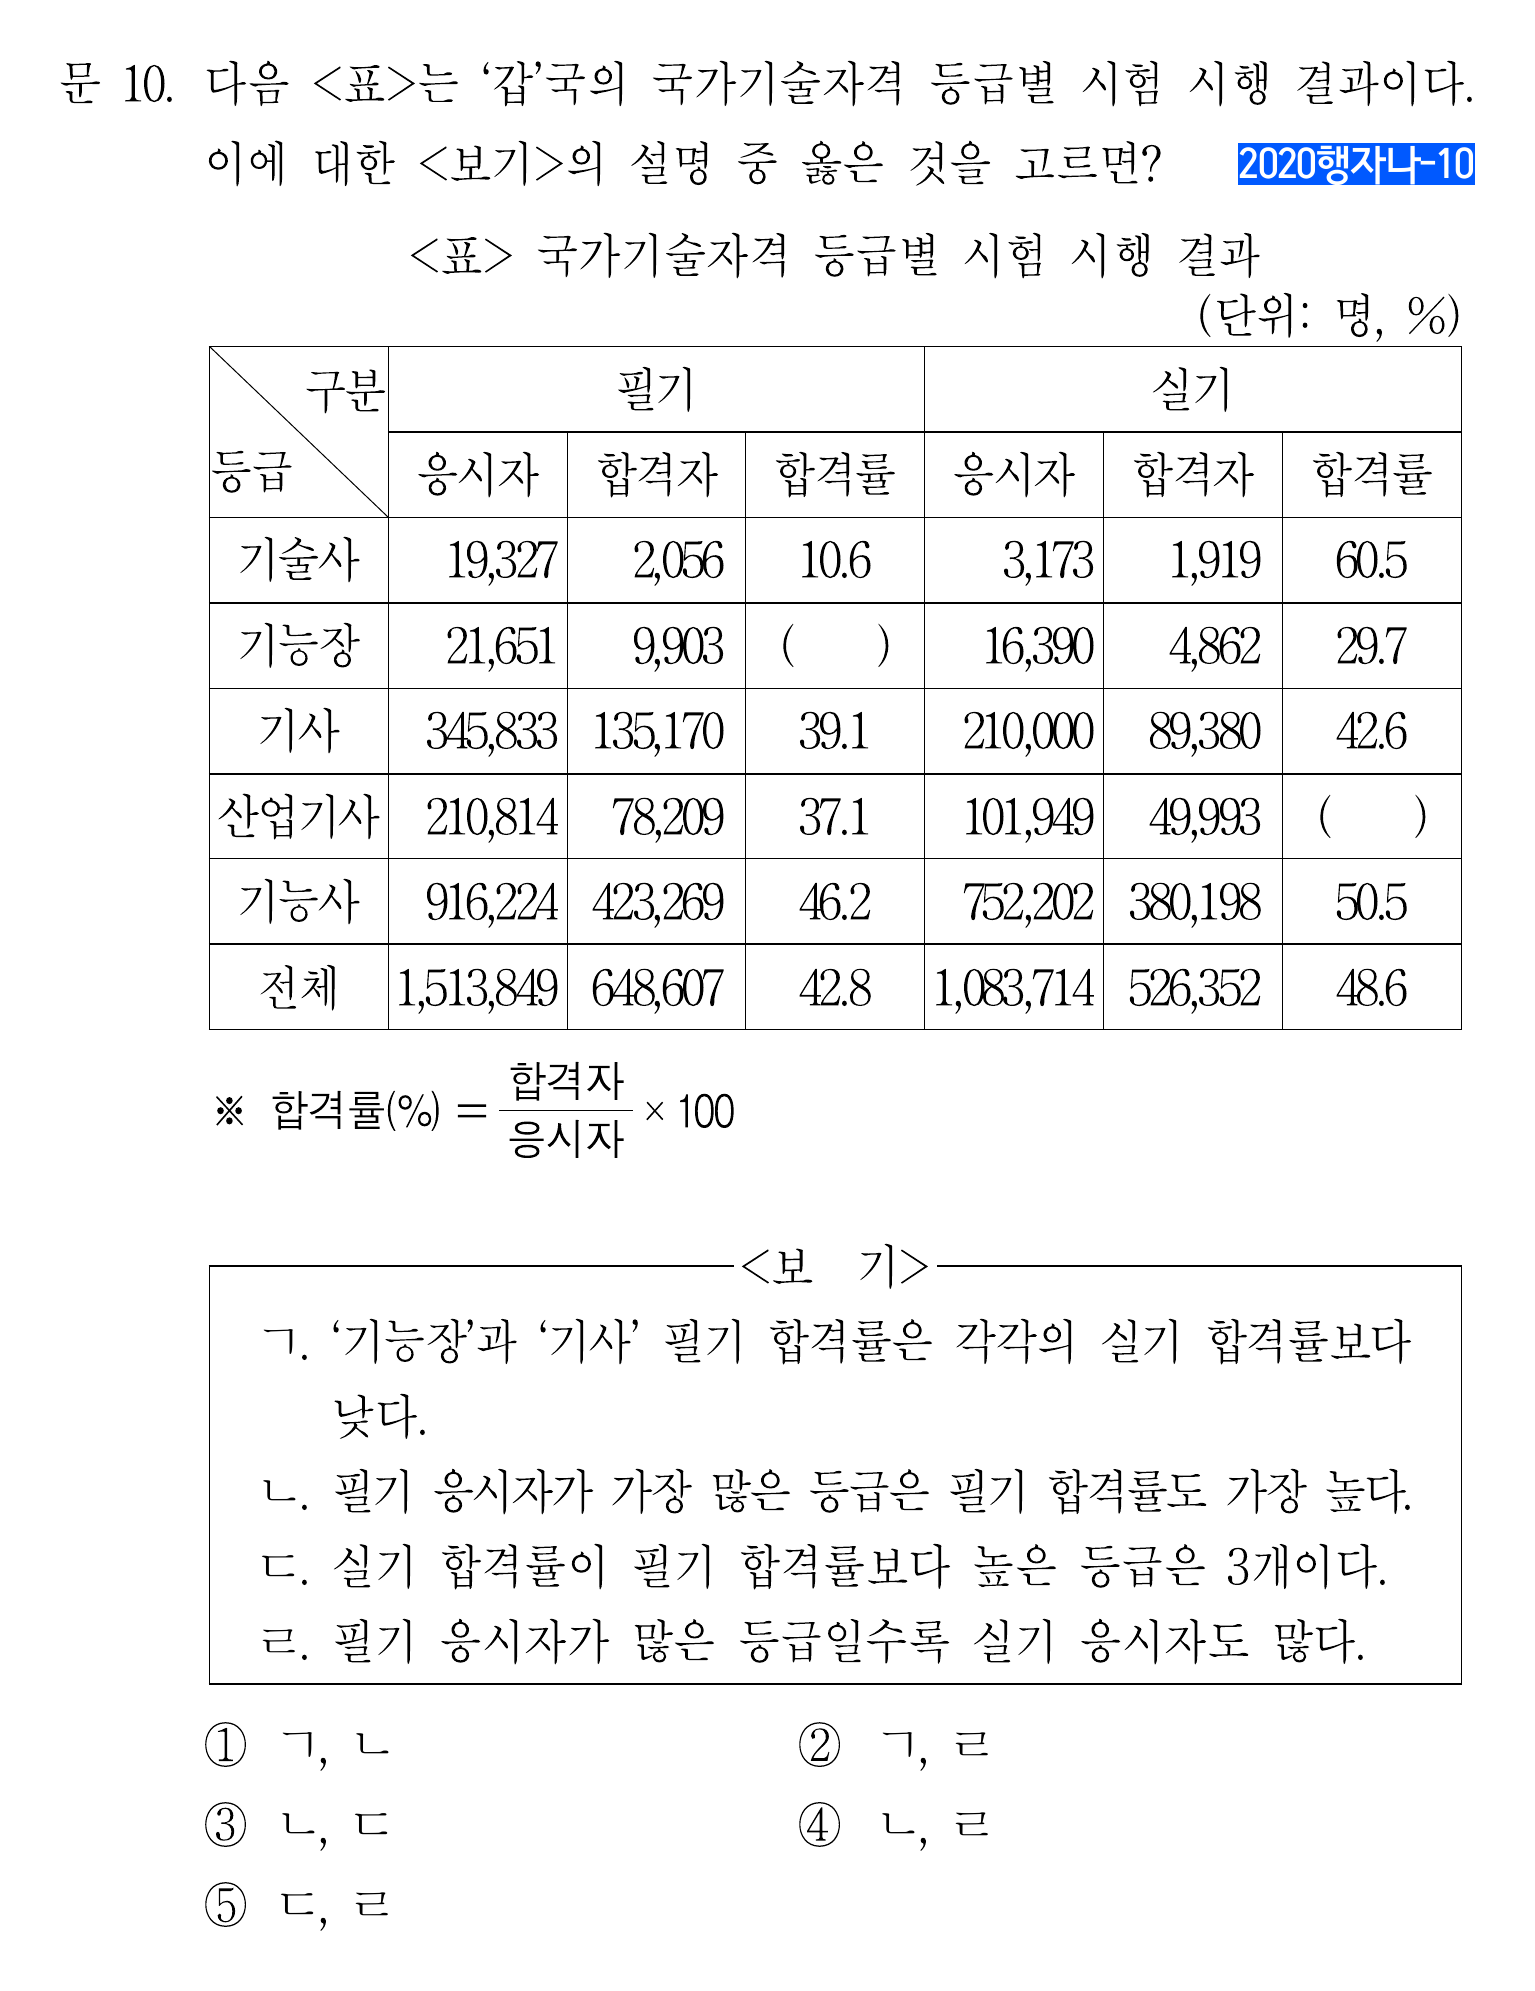 문 10. 다음 <표>는 ‘갑’국의 국가기술자격 등급별 시험 시행 결과이다.
이에 대한 <보기>의 설명 중 옳은 것을 고르면? 2020행자나-10
<표> 국가기술자격 등급별 시험 시행 결과
(단위: 명, %)
구분 필기 실기
등급 응시자 합격자 합격률 응시자 합격자 합격률
기술사 19,327 2,056 10.6 3,173 1,919 60.5
기능장 21,651 9,903 ( ) 16,390 4,862 29.7
기사 345,833 135,170 39.1 210,000 89,380 42.6
산업기사 210,814 78,209 37.1 101,949 49,993 ( )
기능사 916,224 423,269 46.2 752,202 380,198 50.5
전체 1,513,849 648,607 42.8 1,083,714 526,352 48.6
※ 합격률(%) = 합격자/응시자 × 100
<보 기>
ㄱ. ‘기능장’과 ‘기사’ 필기 합격률은 각각의 실기 합격률보다
낮다.
ㄴ. 필기 응시자가 가장 많은 등급은 필기 합격률도 가장 높다.
ㄷ. 실기 합격률이 필기 합격률보다 높은 등급은 3개이다.
ㄹ. 필기 응시자가 많은 등급일수록 실기 응시자도 많다.
① ㄱ, ㄴ ② ㄱ, ㄹ
③ ㄴ, ㄷ ④ ㄴ, ㄹ
⑤ ㄷ, ㄹ